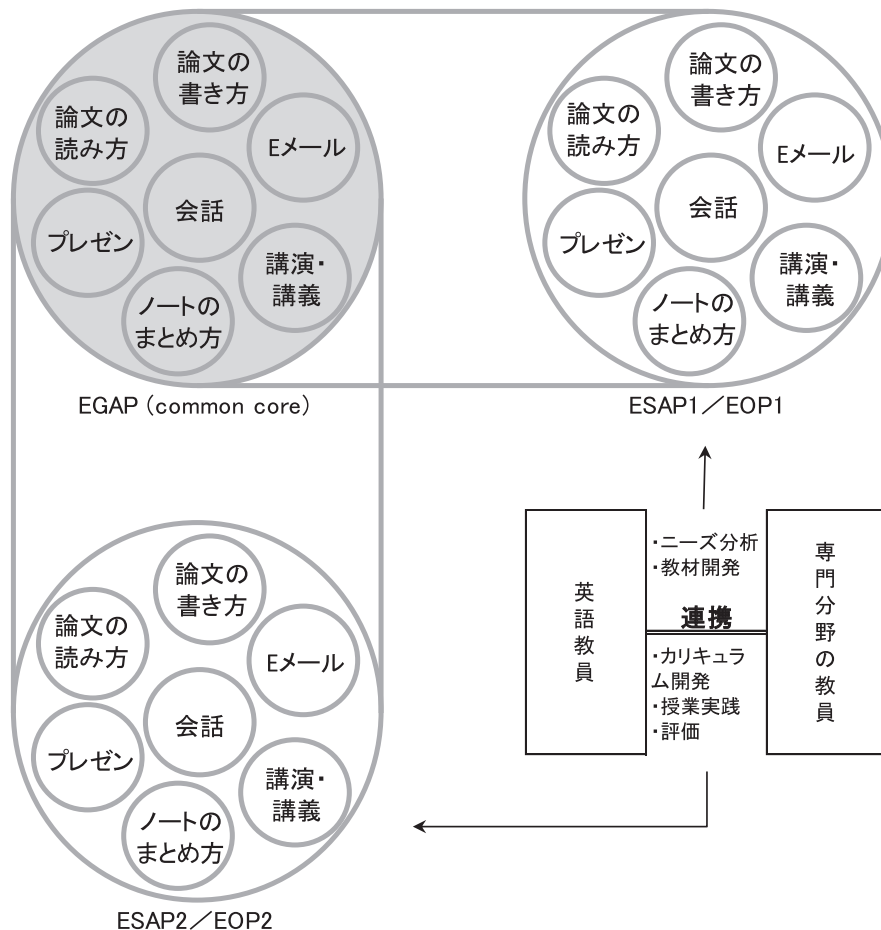 論文の
書き方
論文の
読み方
Eメール
会話
プレゼン
講演・
講義
ノートの
まとめ方
EGAP (common core)
論文の
書き方
論文の
読み方
Eメール
会話
プレゼン
講演・
講義
ノートの
まとめ方
ESAP1／EOP1
英語教員
・ニーズ分析
・教材開発
連携
・カリキュラ
ム開発
・授業実践
・評価
専門分野の教員
論文の
書き方
論文の
読み方
Eメール
会話
プレゼン
講演・
講義
ノートの
まとめ方
ESAP2／EOP2